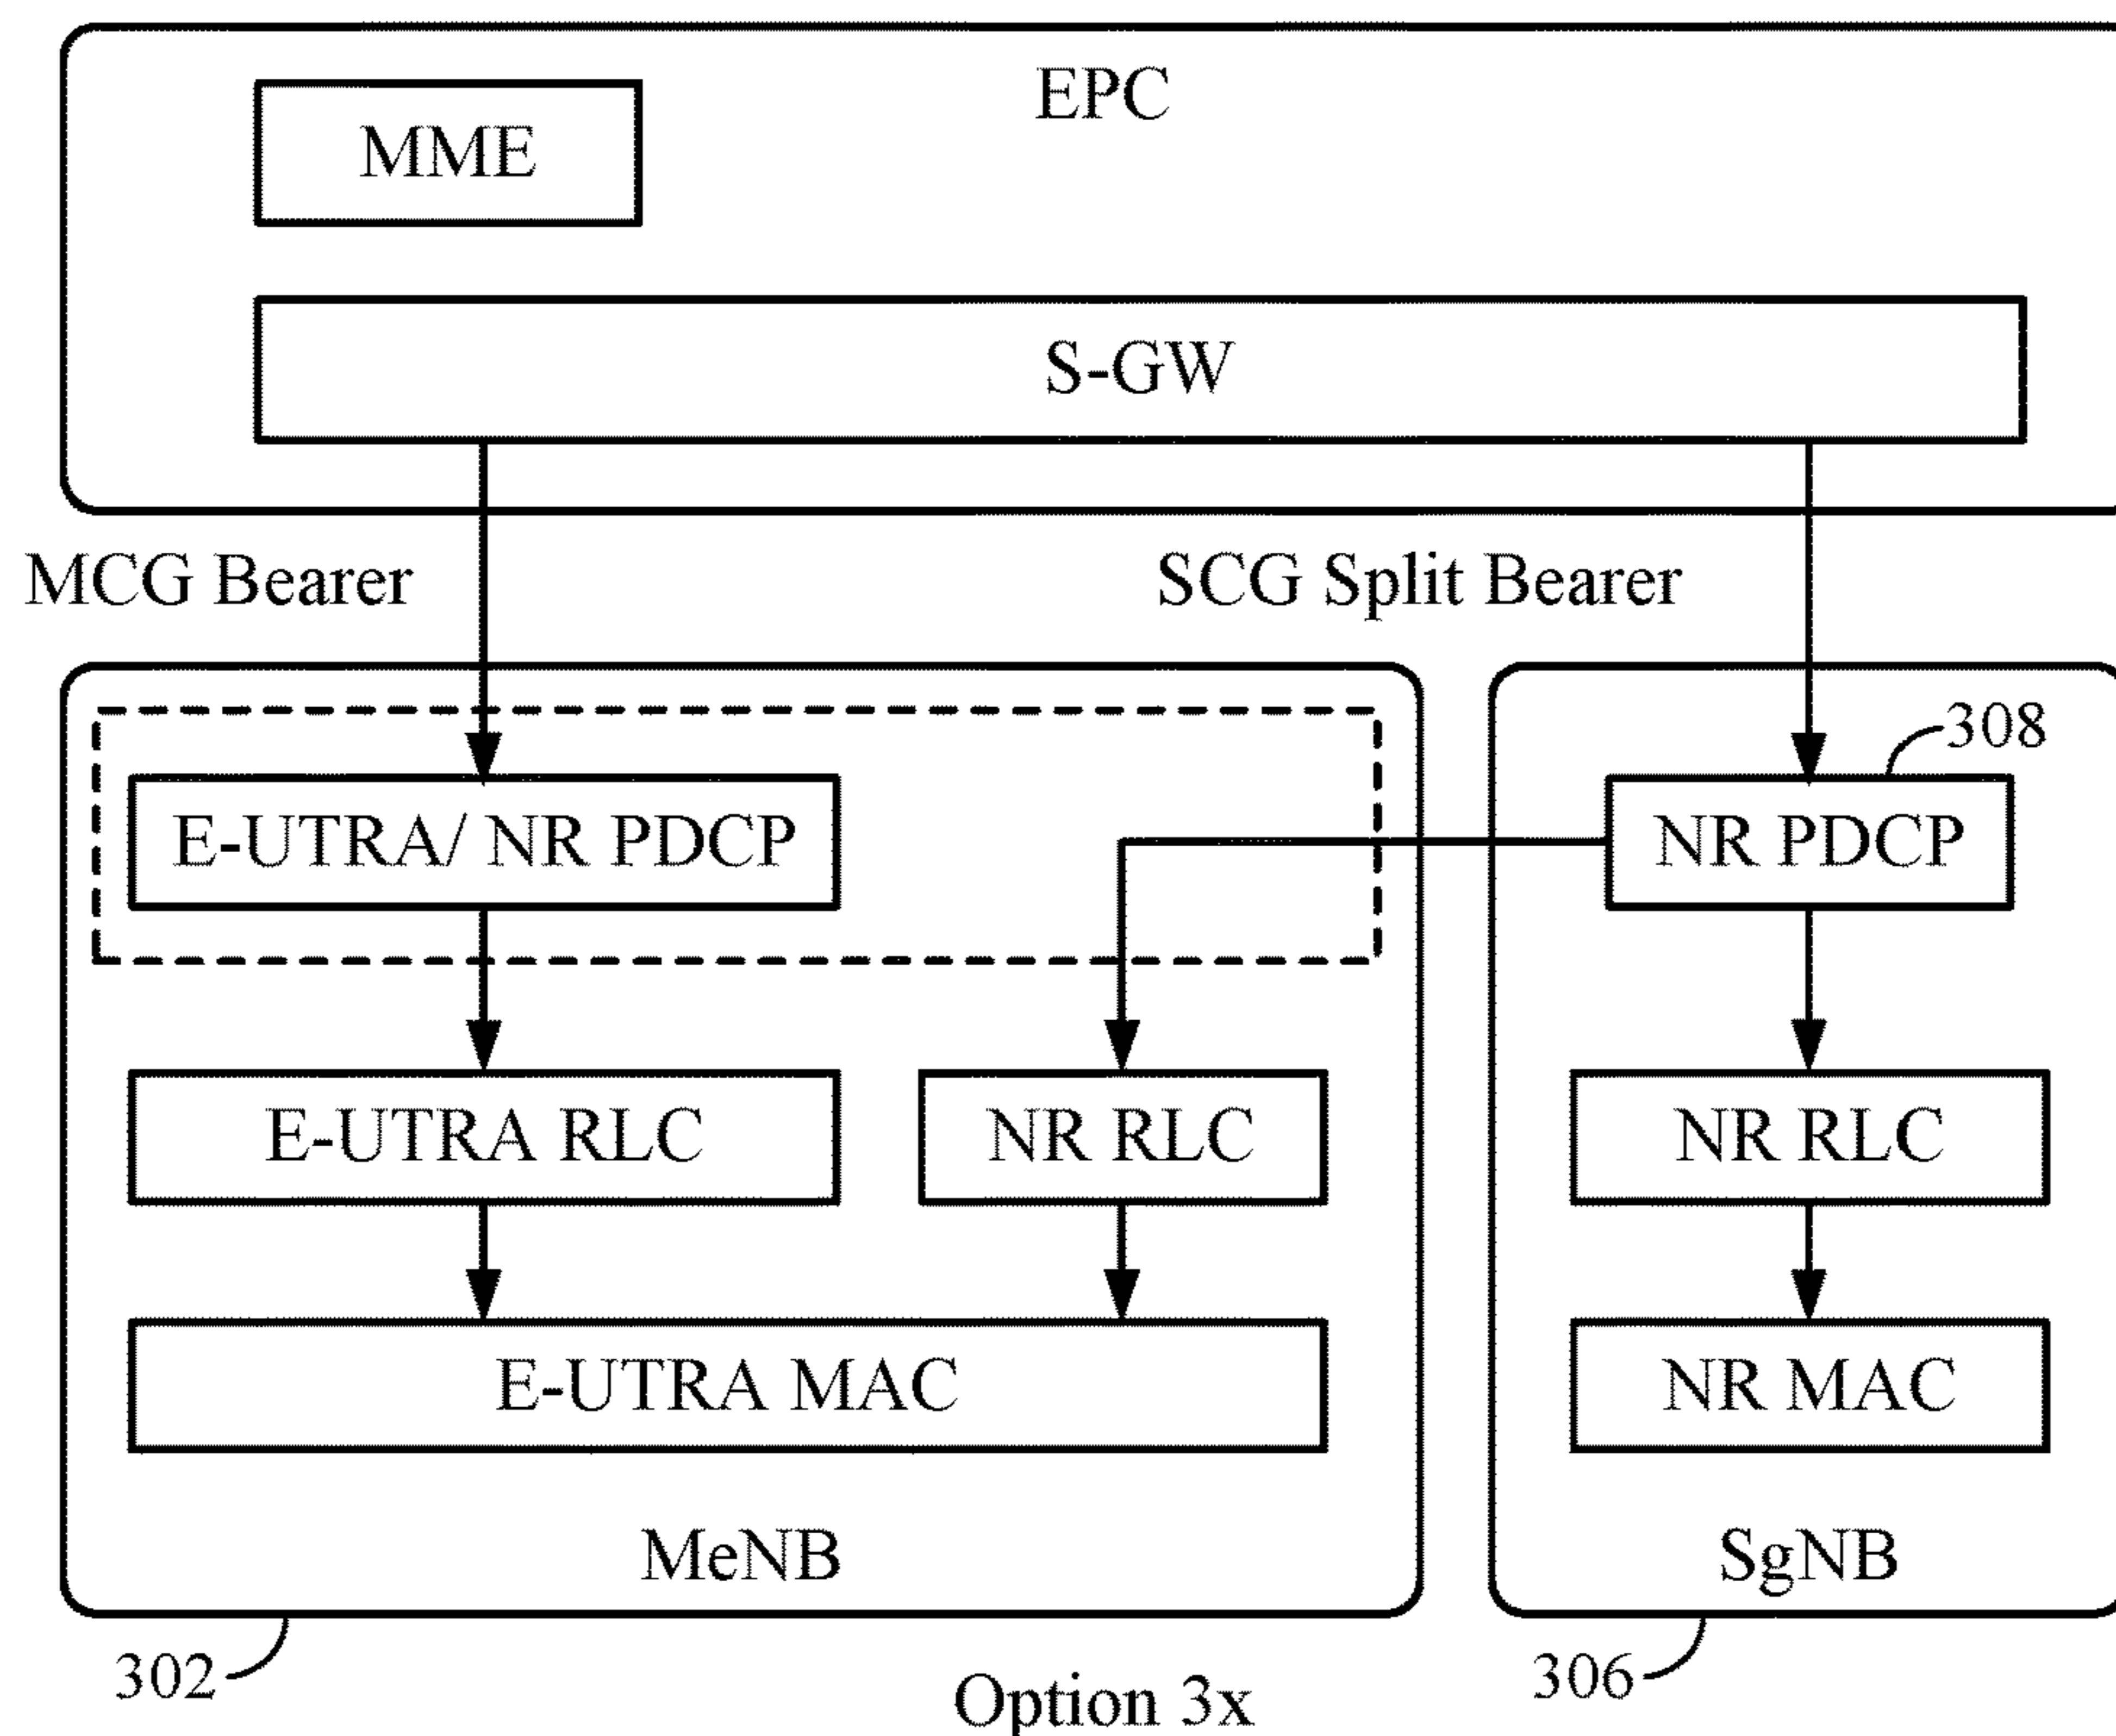 EPC
MME
S-GW
MCG Bearer
SCG Split Bearer
308
E-UTRA/ NR PDCP
NR PDCP
E-UTRA RLC
NR RLC
NR RLC
E-UTRA MAC
NR MAC
MeNB
SgNB
302
306
Option 3x